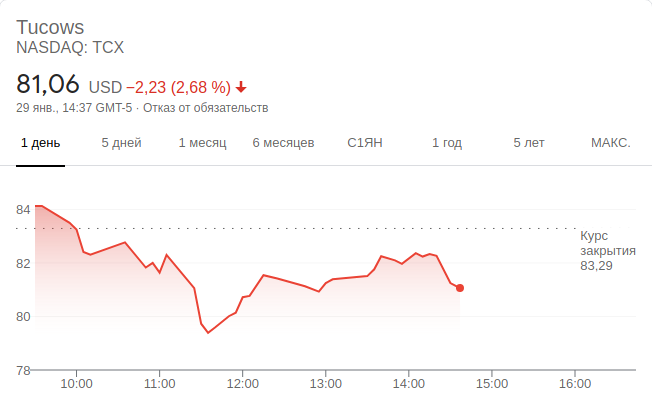 Tucows
NASDAQ: TCX
81,06 USD −2,23 (2,68 %)
29 янв., 14:37 GMT-5 · Отказ от обязательств
1 день 5 дней 1 месяц 6 месяцев С1ЯН 1 год 5 лет МАКС.
84
Курс
закрытия
83,29
82
80
78
10:00 11:00 12:00 13:00 14:00 15:00 16:00